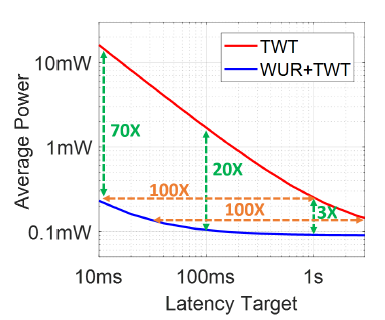 TWT
WUR+TWT
10mW
1mW
0.1mW
Average Power
70X
20X
100X
100X
3X
10ms
100ms
1s
Latency Target